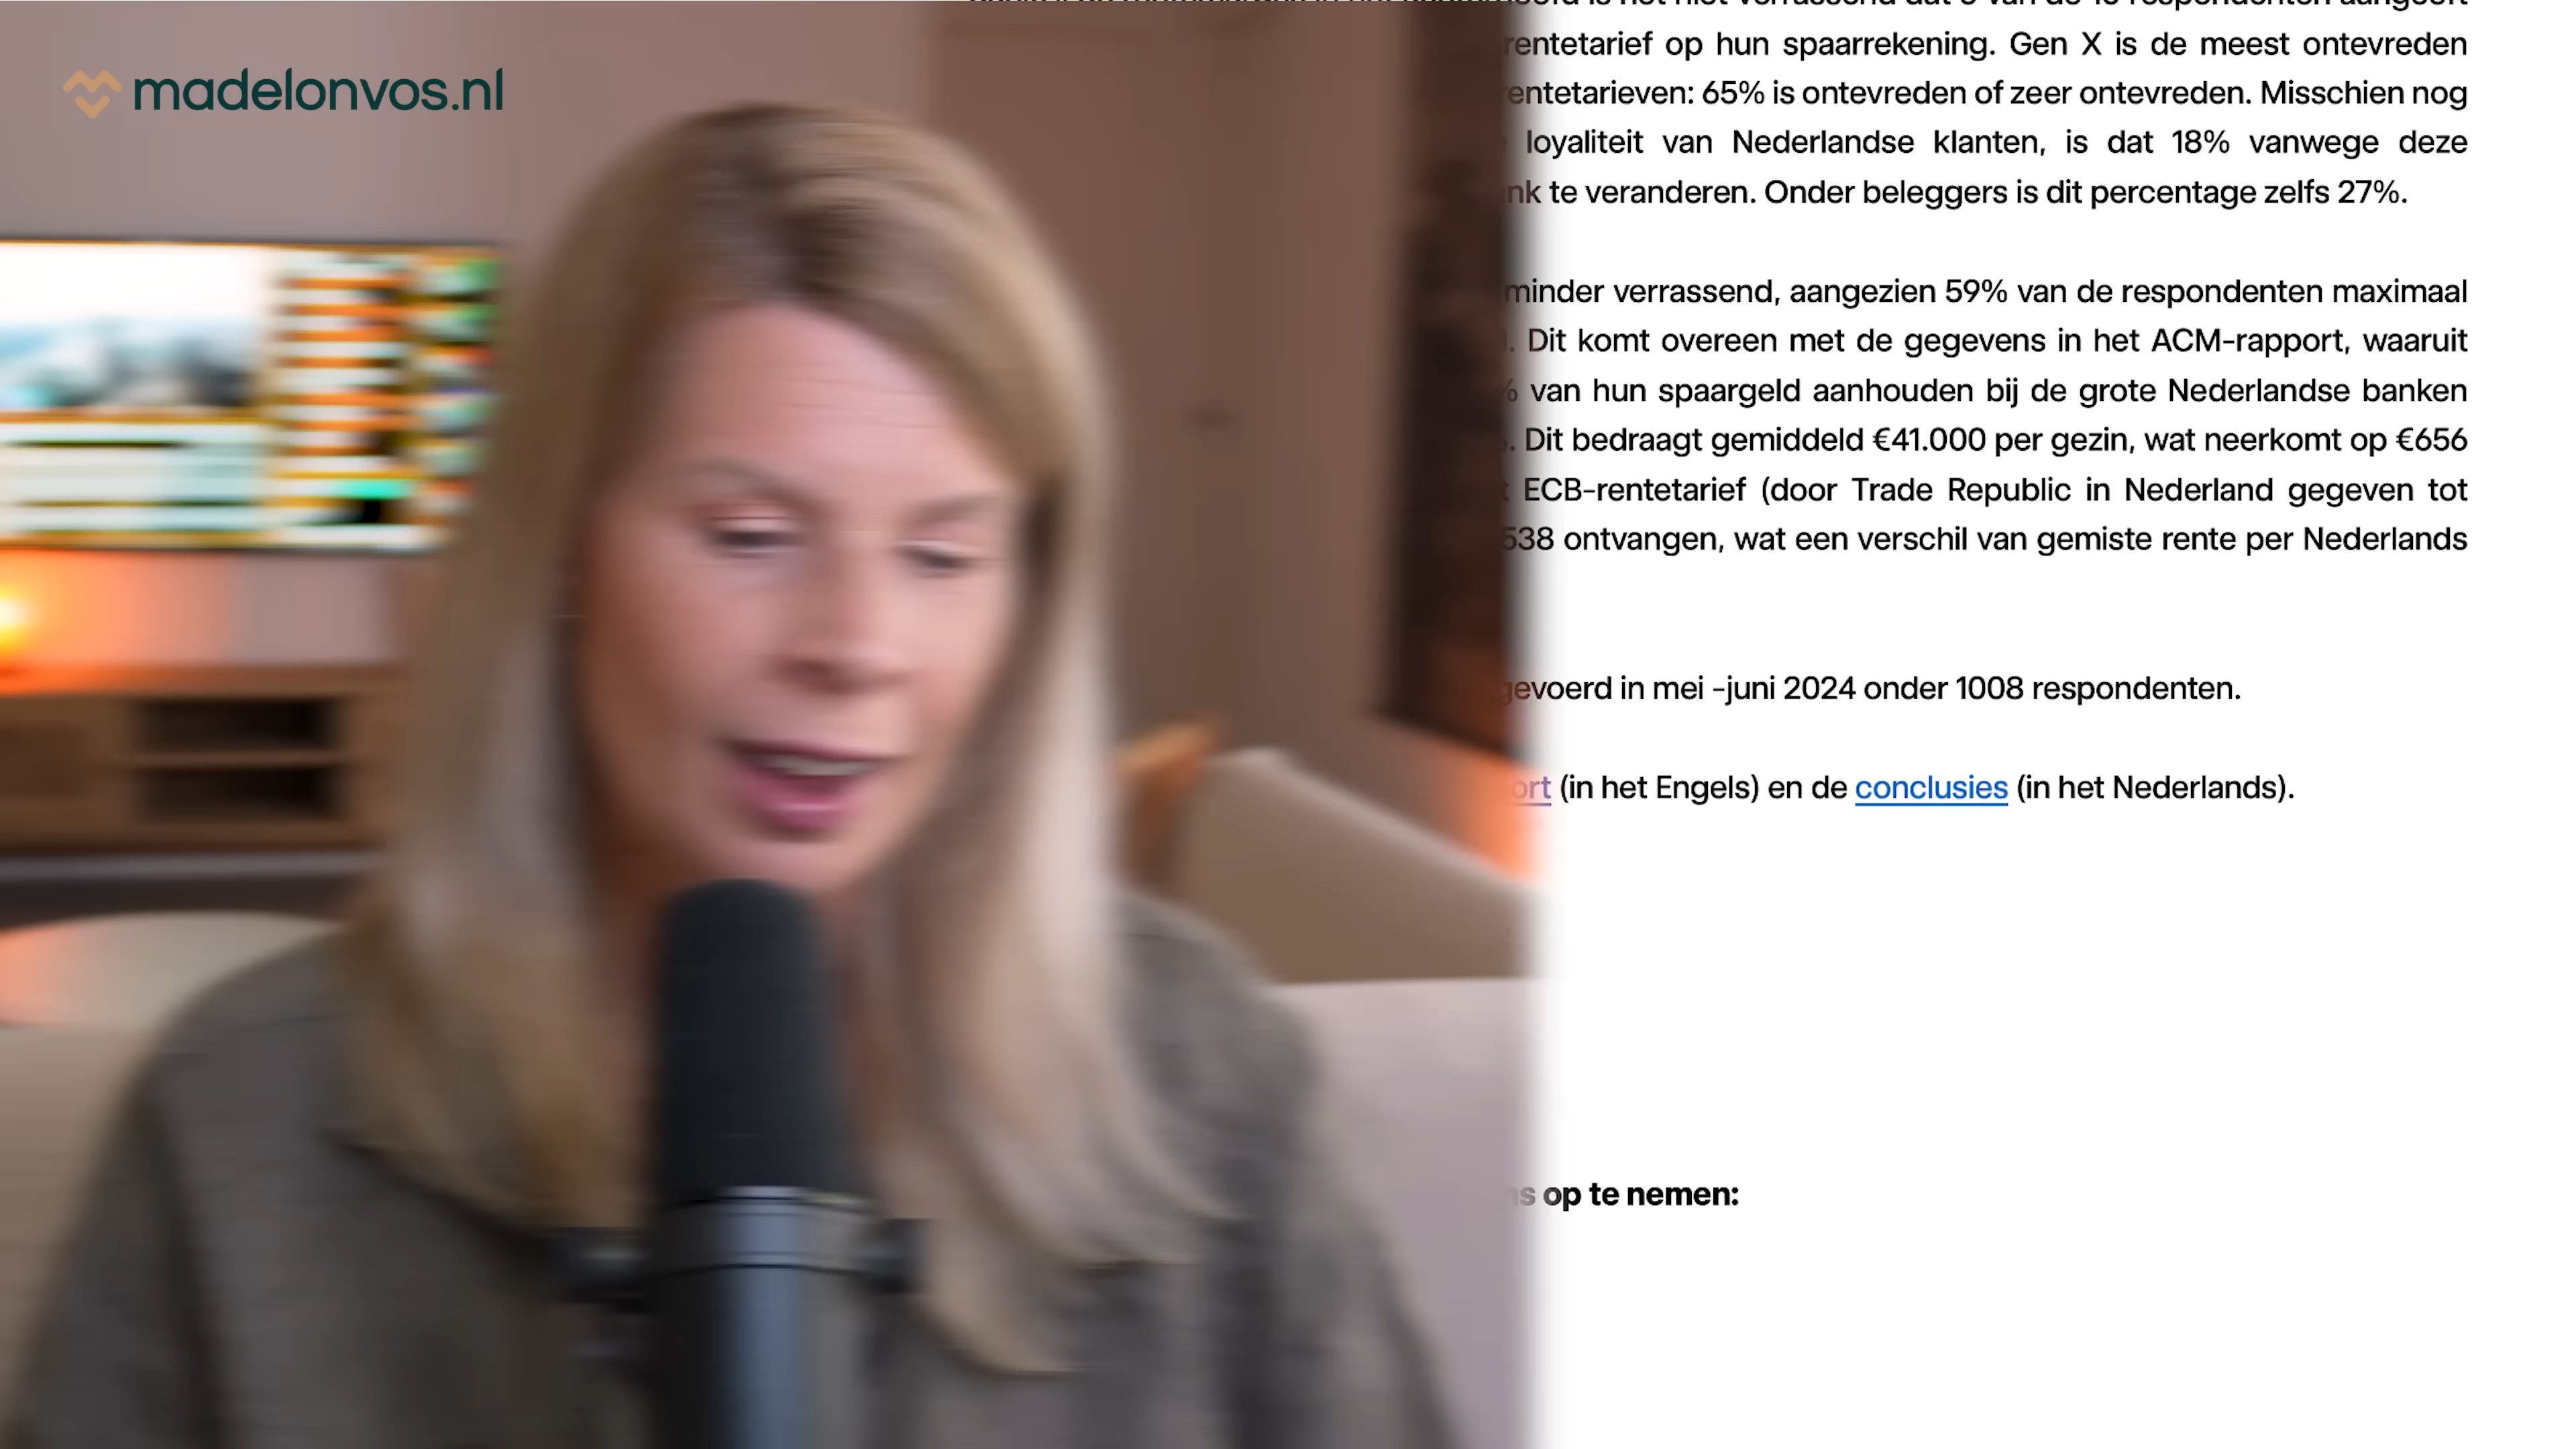 madelonvos.nl
rentetarief op hun spaarrekening. Gen X is de meest ontevreden
rentetarieven: 65% is ontevreden of zeer ontevreden. Misschien nog
loyaliteit van Nederlandse klanten, is dat 18% vanwege deze
nk te veranderen. Onder beleggers is dit percentage zelfs 27%.
minder verrassend, aangezien 59% van de respondenten maximaal
. Dit komt overeen met de gegevens in het ACM-rapport, waaruit
% van hun spaargeld aanhouden bij de grote Nederlandse banken
. Dit bedraagt gemiddeld €41.000 per gezin, wat neerkomt op €656
t ECB-rentetarief (door Trade Republic in Nederland gegeven tot
538 ontvangen, wat een verschil van gemiste rente per Nederlands
gevoerd in mei -juni 2024 onder 1008 respondenten.
ort (in het Engels) en de conclusies (in het Nederlands).
ns op te nemen: